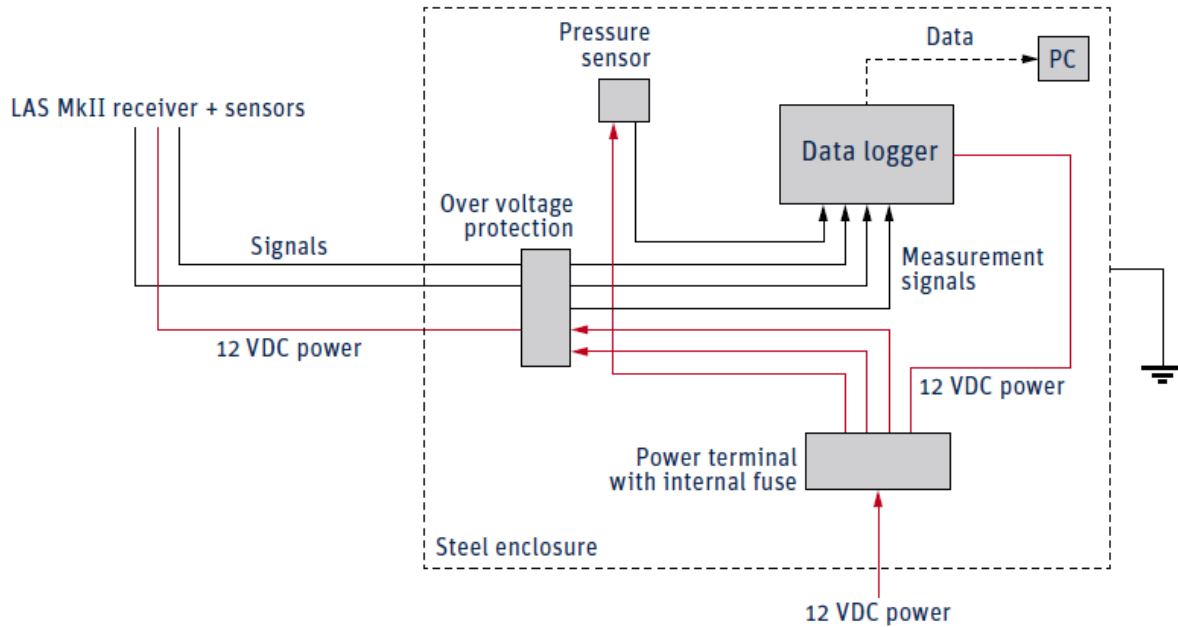 Pressure
sensor
Data
PC
LAS MkII receiver + sensors
Data logger
Over voltage
protection
Signals
Measurement
signals
12 VDC power
12 VDC power
Power terminal
with internal fuse
Steel enclosure
12 VDC power